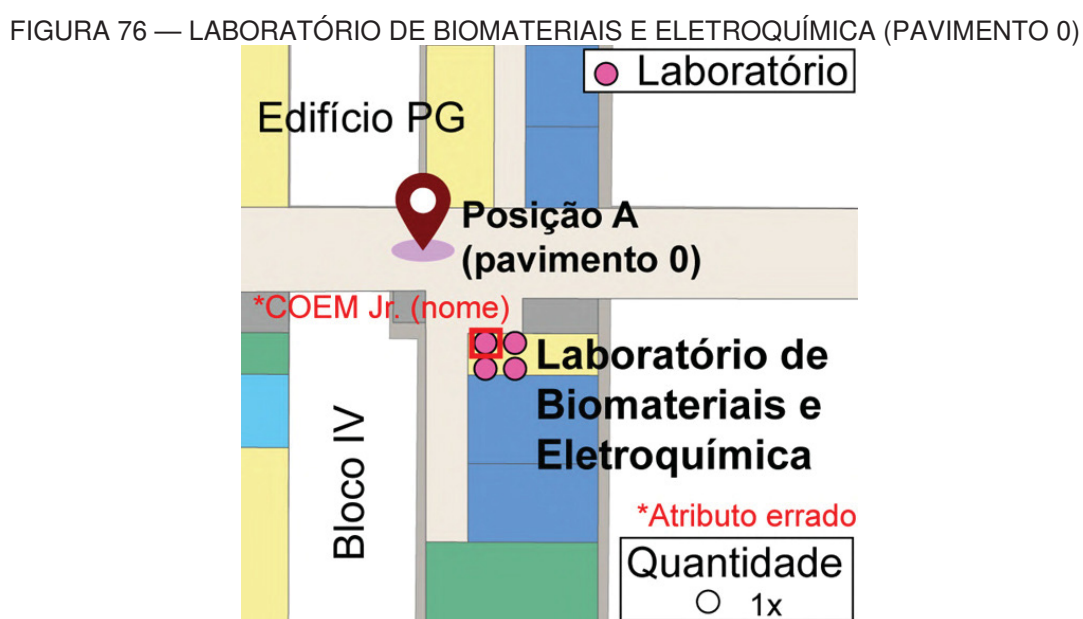 FIGURA 76 — LABORATÓRIO DE BIOMATERIAIS E ELETROQUÍMICA (PAVIMENTO 0)
Laboratório
Edifício PG
Posição A
(pavimento 0)
*COEM Jr. (nome)
Laboratório de
Biomateriais e
Eletroquímica
Bloco IV
*Atributo errado
Quantidade
1x